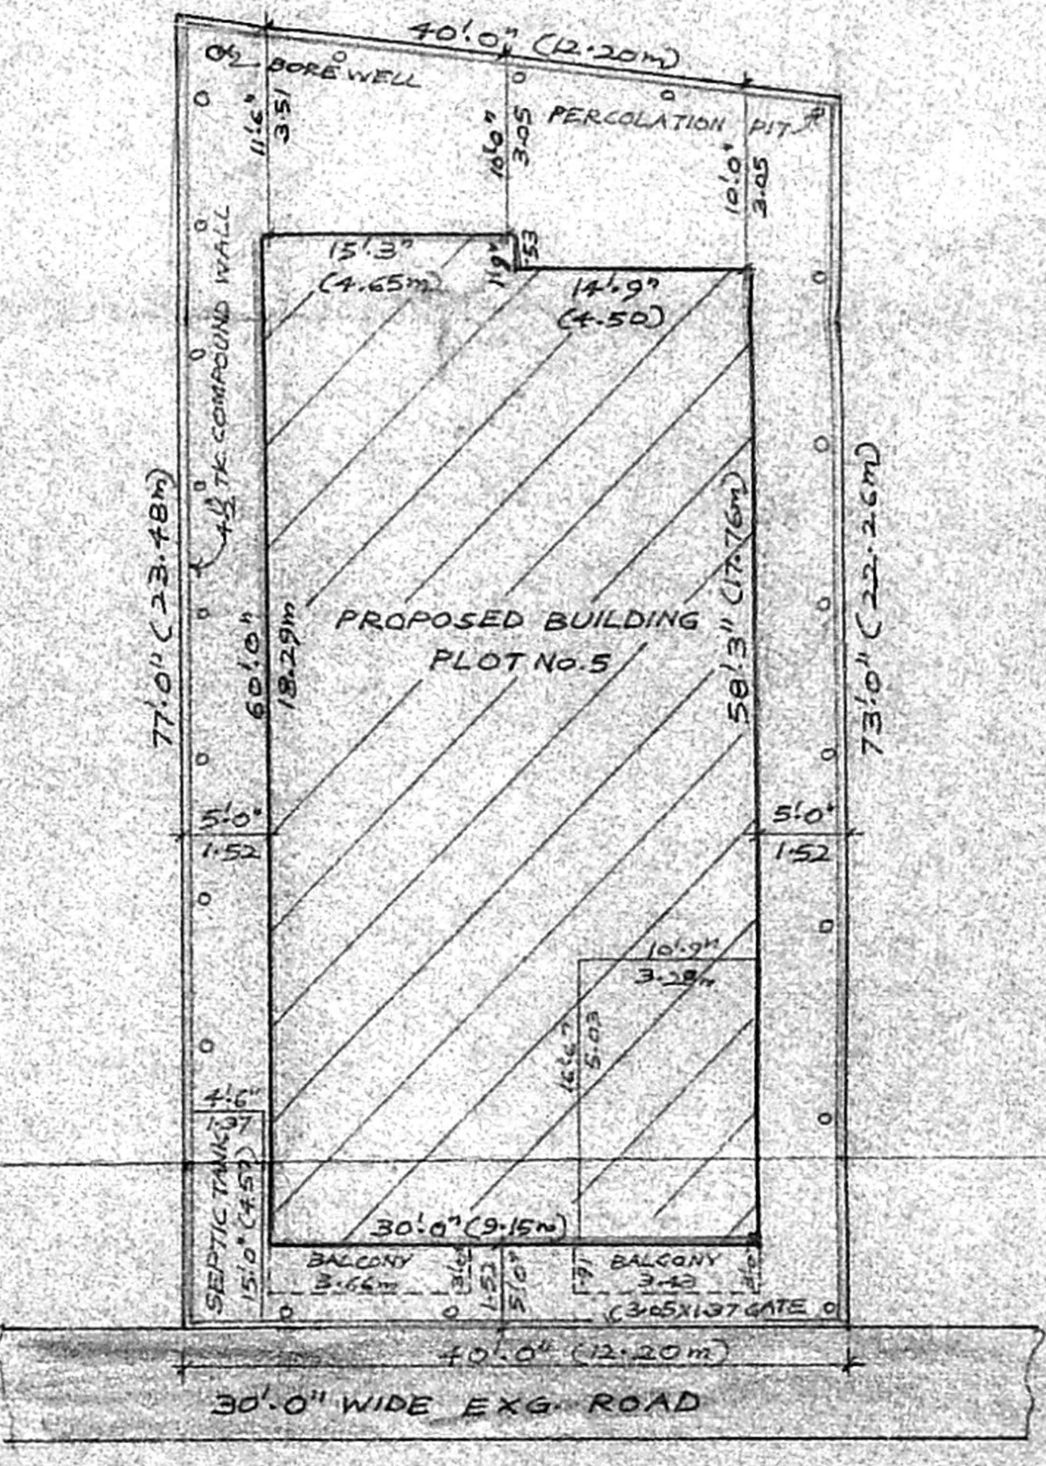 40'.0" (12.20m)
BORE WELL
11'.6"
3.51
10'.0"
3.05
PERCOLATION PIT
10'.0"
3.05
15'.3"
(4.65m)
1'.9"
.53
14'.9"
(4.50)
4½" TK COMPOUND WALL
77'.0" (23.48m)
60'.0"
18.29m
PROPOSED BUILDING
PLOT No.5
58'.3" (17.76m)
73'.0" (22.26m)
5'.0"
1.52
5'.0"
1.52
10'.9"
3.28m
16'.6"
5.03
4'.6"
1.37
SEPTIC TANK
15'.0" (4.57)
30'.0" (9.15m)
BALCONY
3.66m
3'.0"
1.52
5'.0"
.91
BALCONY
3.43
3'.0"
(3.05X1.37 GATE
40'.0" (12.20m)
30'.0" WIDE EXG. ROAD